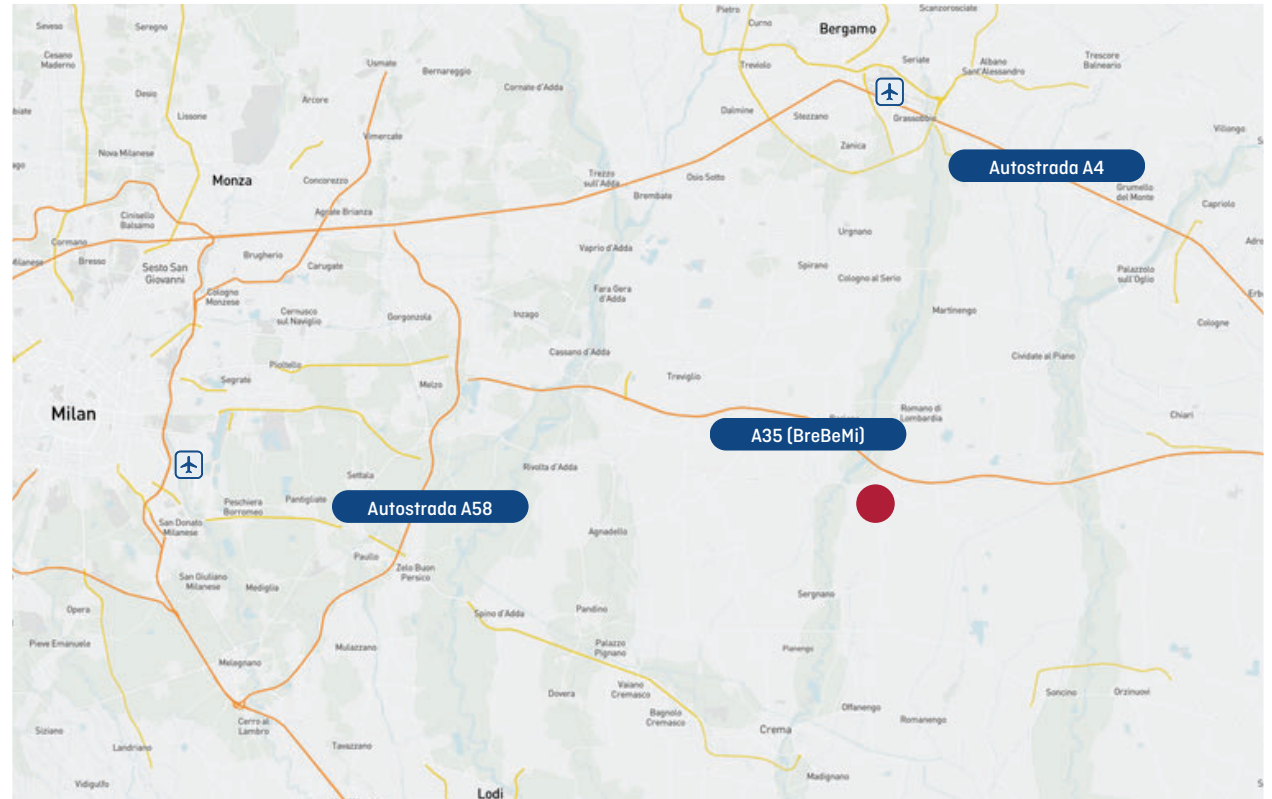 Pietro
Scanzorosciate
Curno
Seveso
Seregno
Bergamo
Cesano
Maderno
Usmate
Bernareggio
Treviolo
Seriate
Albano
Sant'Alessandro
Trescore
Balneario
Cornate d'Adda
Desio
Arcore
Lissone
Dalmine
Stezzano
Grassobbio
Villongo
Vimercate
Zanica
Nova Milanese
Autostrada A4
Monza
Concorezzo
Trezzo
sull'Adda
Osio Sotto
Brembate
Grumello
del Monte
Capriolo
Cinisello
Balsamo
Agrate Brianza
Urgnano
Cormano
Vaprio d'Adda
Brugherio
Bresso
Sesto San
Giovanni
Carugate
Spirano
Cologno al Serio
Palazzolo
sull'Oglio
Cologno
Monzese
Fara Gera
d'Adda
Cernusco
sul Naviglio
Gorgonzola
Inzago
Martinengo
Cologne
Cassano d'Adda
Cividate al Piano
Pioltello
Segrate
Melzo
Treviglio
Milan
Romano di
Lombardia
Chiari
A35 (BreBeMi)
Settala
Rivolta d'Adda
Peschiera
Borromeo
Pantigliate
Autostrada A58
San Donato
Milanese
Agnadello
Paullo
Zelo Buon
Persico
San Giuliano
Milanese
Mediglia
Sergnano
Opera
Spino d'Adda
Pandino
Pieve Emanuele
Mulazzano
Palazzo
Pignano
Pianengo
Melegnano
Dovera
Vaiano
Cremasco
Soncino
Orzinuovi
Bagnolo
Cremasco
Offanengo
Romanengo
Siziano
Cerro al
Lambro
Crema
Landriano
Tavazzano
Madignano
Vidigulfo
Lodi